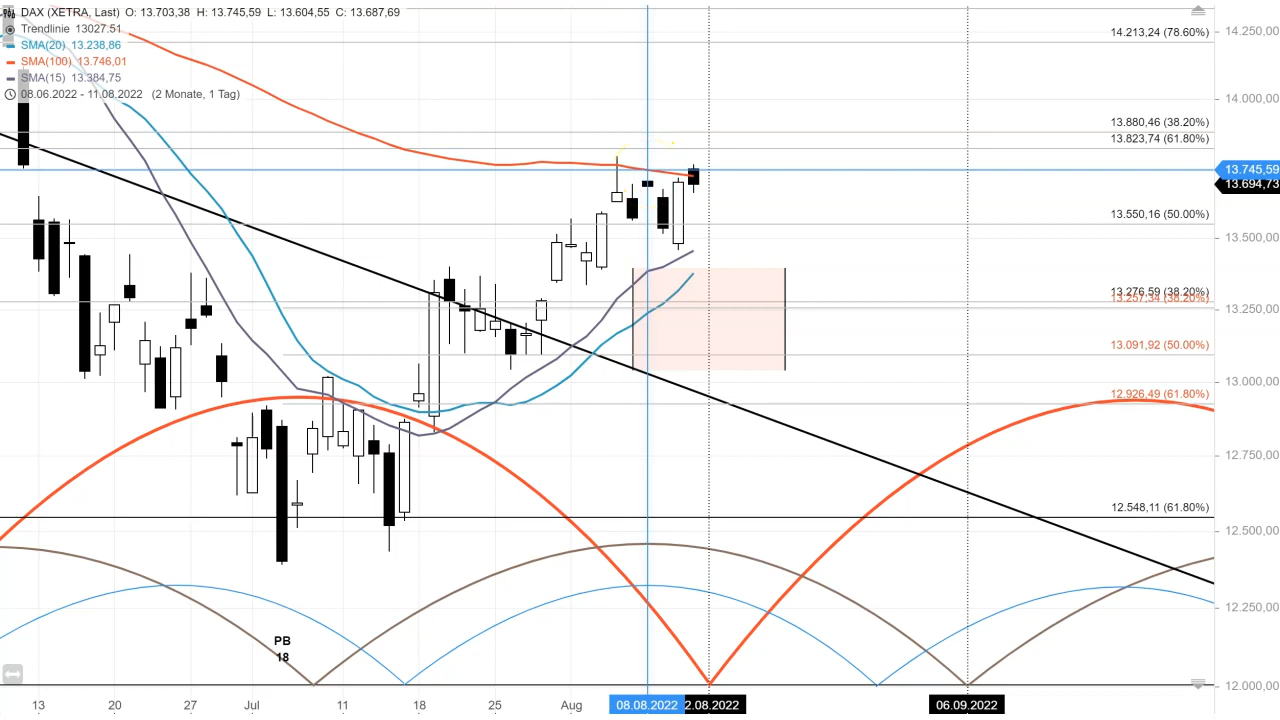 DAX (XETRA, Last) O: 13.703,38 H: 13.745,59 L: 13.604,55 C: 13.687,69
Trendlinie 13027.51
SMA(20) 13.238,86
SMA(100) 13.746,01
SMA(15) 13.384,75
08.06.2022 - 11.08.2022 (2 Monate, 1 Tag)
14.213,24 (78.60%)
14.250,00
14.000,00
13.880,46 (38.20%)
13.823,74 (61.80%)
13.745,59
13.694,73
13.550,16 (50.00%)
13.500,00
13.276,59 (38.20%)
13.257,34 (38.20%)
13.250,00
13.091,92 (50.00%)
13.000,00
12.926,49 (61.80%)
12.750,00
12.548,11 (61.80%)
12.500,00
12.250,00
PB
18
12.000,00
13 20 27 Jul 11 18 25 Aug 08.08.2022 2.08.2022 06.09.2022